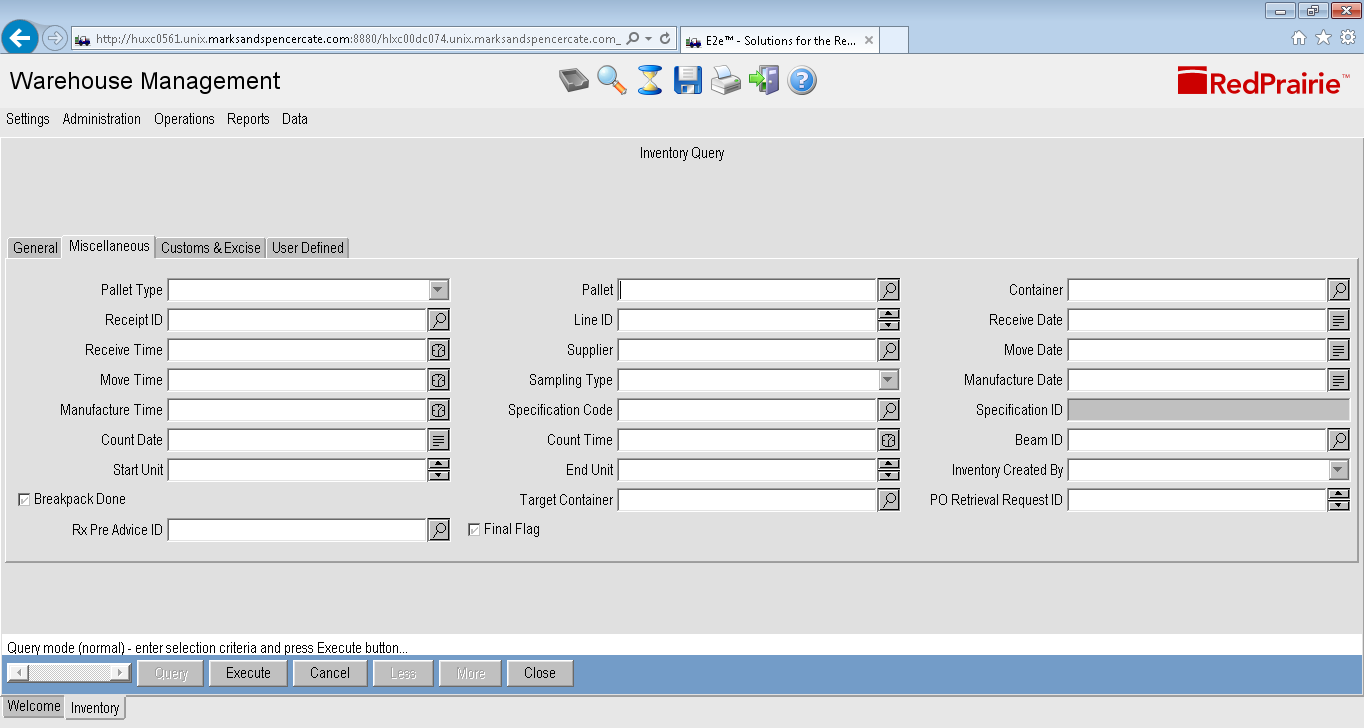 http://huxc0561.unix.marksandspencercate.com:8880/hlxc00dc074.unix.marksandspencercate.com_
E2e™ - Solutions for the Re...
Warehouse Management
RedPrairie™
Settings Administration Operations Reports Data
Inventory Query
General Miscellaneous Customs & Excise User Defined
Pallet Type Pallet Container
Receipt ID Line ID Receive Date
Receive Time Supplier Move Date
Move Time Sampling Type Manufacture Date
Manufacture Time Specification Code Specification ID
Count Date Count Time Beam ID
Start Unit End Unit Inventory Created By
Breakpack Done Target Container PO Retrieval Request ID
Rx Pre Advice ID Final Flag
Query mode (normal) - enter selection criteria and press Execute button...
Query Execute Cancel Less More Close
Welcome Inventory